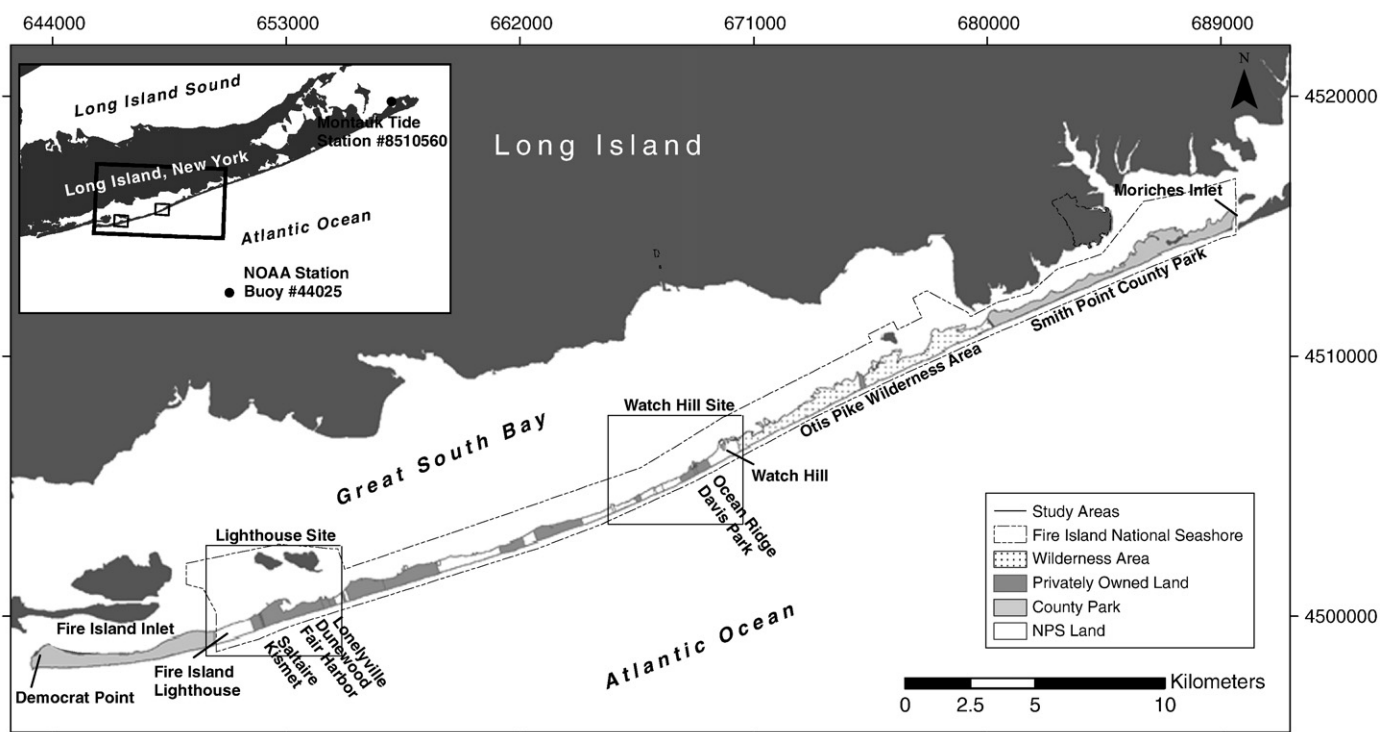 644000
653000
662000
671000
680000
689000
Long Island Sound
Montauk Tide
Station #8510560
Long Island, New York
Atlantic Ocean
NOAA Station
Buoy #44025
Long Island
N
4520000
4510000
4500000
Moriches Inlet
Smith Point County Park
Otis Pike Wilderness Area
Watch Hill Site
Watch Hill
Ocean Ridge
Davis Park
Great South Bay
Lighthouse Site
Fire Island Inlet
Lonelyville
Dunewood
Fair Harbor
Saltaire
Kismet
Fire Island
Lighthouse
Democrat Point
Atlantic Ocean
Study Areas
Fire Island National Seashore
Wilderness Area
Privately Owned Land
County Park
NPS Land
Kilometers
0 2.5 5 10